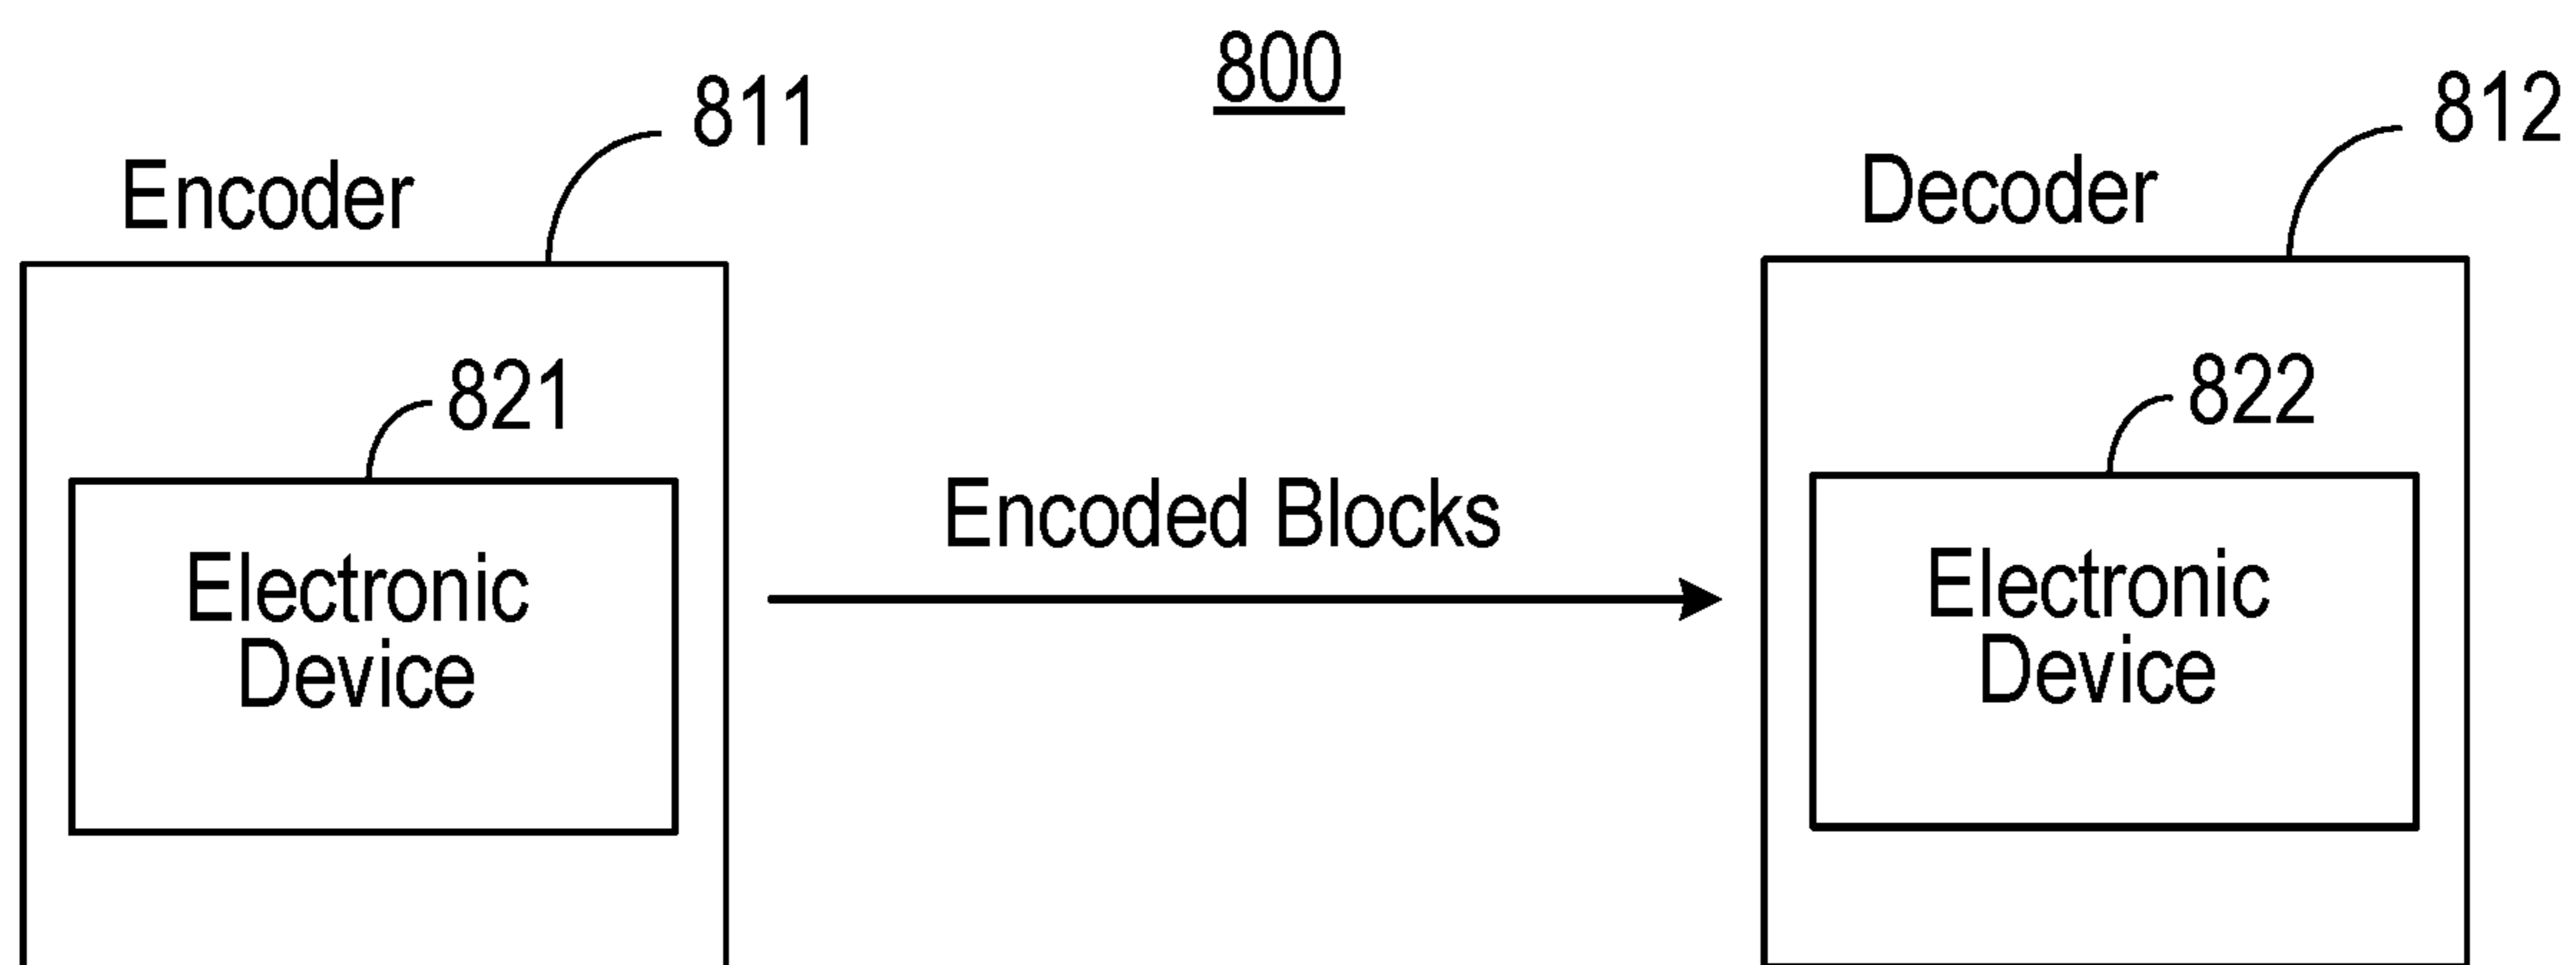 800
811
812
Encoder
Decoder
821
822
Encoded Blocks
Electronic
Device
Electronic
Device